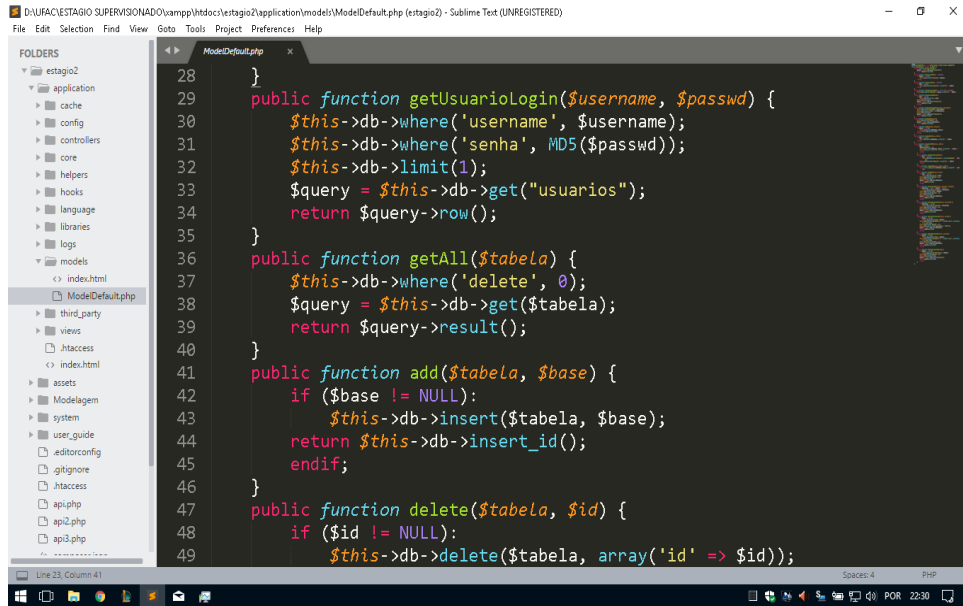 D:\UFAC\ESTAGIO SUPERVISIONADO\xampp\htdocs\estagio2\application\models\ModelDefault.php (estagio2) - Sublime Text (UNREGISTERED)
File Edit Selection Find View Goto Tools Project Preferences Help
FOLDERS
estagio2
application
cache
config
controllers
core
helpers
hooks
language
libraries
logs
models
index.html
ModelDefault.php
third_party
views
.htaccess
index.html
assets
Modelagem
system
user_guide
.editorconfig
.gitignore
.htaccess
api.php
api2.php
api3.php
ModelDefault.php ×
28 }
29 public function getUsuarioLogin($username, $passwd) {
30 $this->db->where('username', $username);
31 $this->db->where('senha', MD5($passwd));
32 $this->db->limit(1);
33 $query = $this->db->get("usuarios");
34 return $query->row();
35 }
36 public function getAll($tabela) {
37 $this->db->where('delete', 0);
38 $query = $this->db->get($tabela);
39 return $query->result();
40 }
41 public function add($tabela, $base) {
42 if ($base != NULL):
43 $this->db->insert($tabela, $base);
44 return $this->db->insert_id();
45 endif;
46 }
47 public function delete($tabela, $id) {
48 if ($id != NULL):
49 $this->db->delete($tabela, array('id' => $id));
Line 23, Column 41 Spaces: 4 PHP
POR 22:30